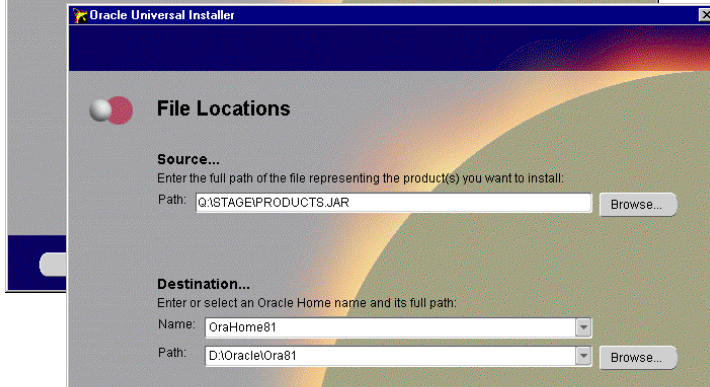 Oracle Universal Installer
File Locations
Source...
Enter the full path of the file representing the product(s) you want to install:
Path: Q:\STAGE\PRODUCTS.JAR Browse...
Destination...
Enter or select an Oracle Home name and its full path:
Name: OraHome81
Path: D:\Oracle\Ora81 Browse...